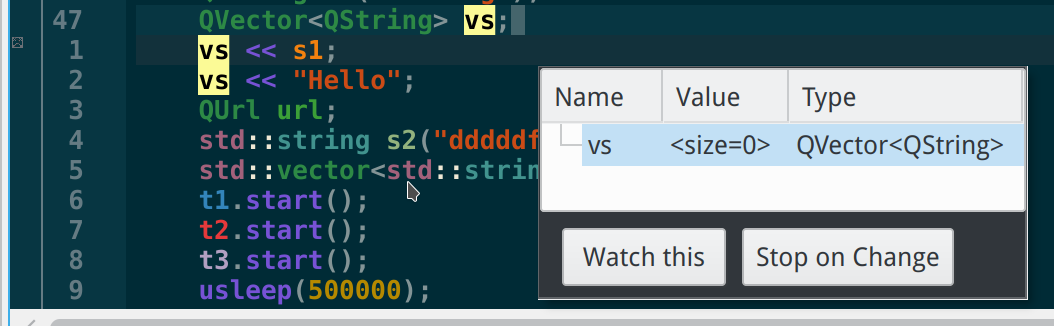 47 QVector<QString> vs;
1 vs << s1;
2 vs << "Hello";
3 QUrl url;
4 std::string s2("dddddf
5 std::vector<std::strin
6 t1.start();
7 t2.start();
8 t3.start();
9 usleep(500000);
Name Value Type
vs <size=0> QVector<QString>
Watch this Stop on Change